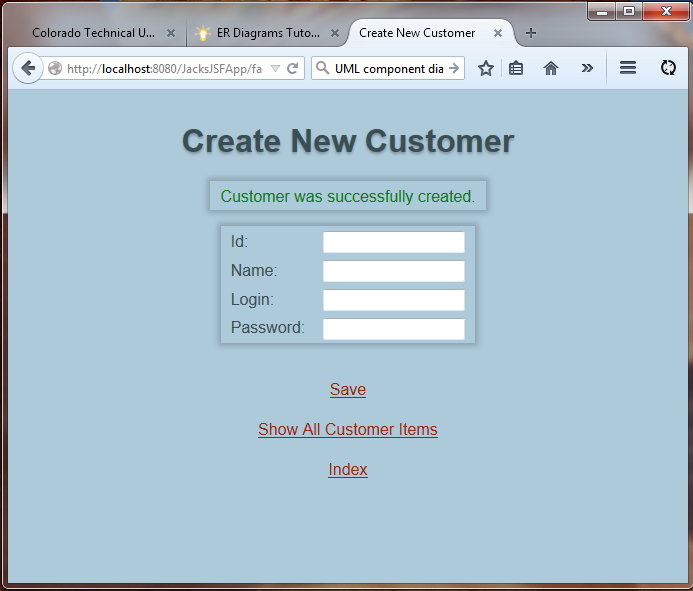 Colorado Technical U...
ER Diagrams Tuto...
Create New Customer
http://localhost:8080/JacksJSFApp/fa
UML component dia
Create New Customer
Customer was successfully created.
Id:
Name:
Login:
Password:
Save
Show All Customer Items
Index